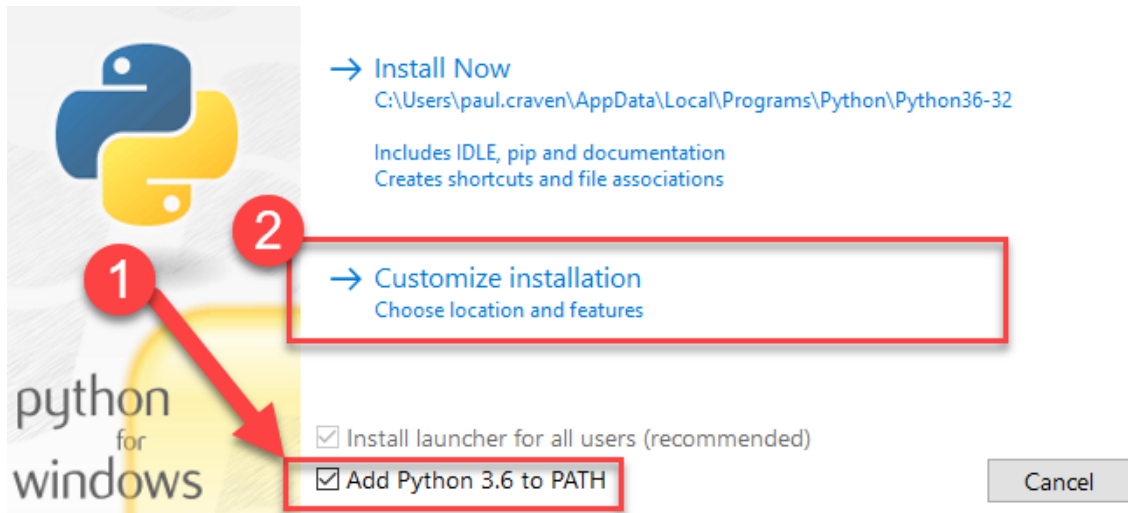 Install Now
C:\Users\paul.craven\AppData\Local\Programs\Python\Python36-32
Includes IDLE, pip and documentation
Creates shortcuts and file associations
2
Customize installation
Choose location and features
1
python
for
windows
Install launcher for all users (recommended)
Add Python 3.6 to PATH
Cancel